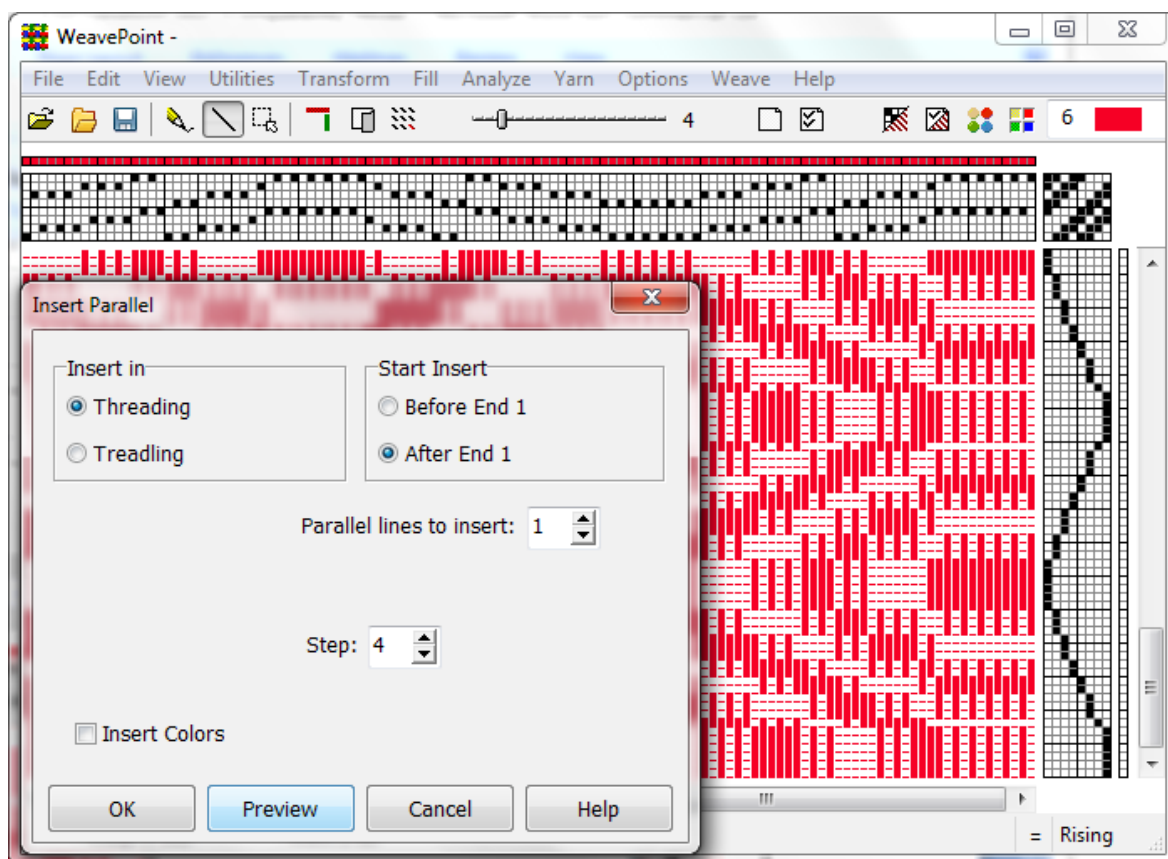 WeavePoint -
File Edit View Utilities Transform Fill Analyze Yarn Options Weave Help
4 6
Insert Parallel
Insert in
Threading
Treadling
Start Insert
Before End 1
After End 1
Parallel lines to insert: 1
Step: 4
Insert Colors
OK Preview Cancel Help
= Rising